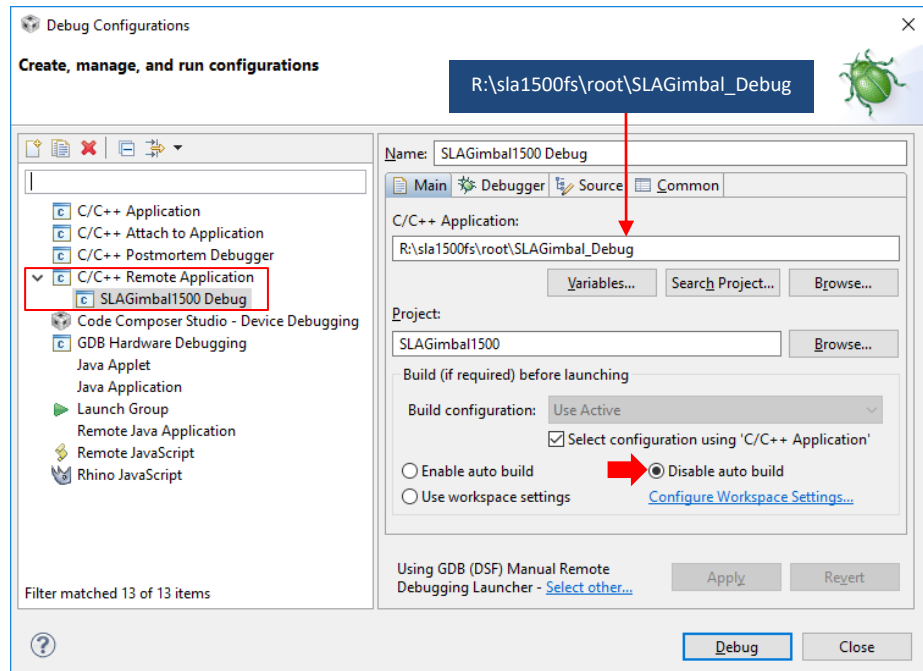 Debug Configurations
Create, manage, and run configurations
R:\sla1500fs\root\SLAGimbal_Debug
C/C++ Application
C/C++ Attach to Application
C/C++ Postmortem Debugger
C/C++ Remote Application
SLAGimbal1500 Debug
Code Composer Studio - Device Debugging
GDB Hardware Debugging
Java Applet
Java Application
Launch Group
Remote Java Application
Remote JavaScript
Rhino JavaScript
Filter matched 13 of 13 items
Name: SLAGimbal1500 Debug
Main Debugger Source Common
C/C++ Application:
R:\sla1500fs\root\SLAGimbal_Debug
Variables... Search Project... Browse...
Project:
SLAGimbal1500 Browse...
Build (if required) before launching
Build configuration: Use Active
Select configuration using 'C/C++ Application'
Enable auto build Disable auto build
Use workspace settings Configure Workspace Settings...
Using GDB (DSF) Manual Remote
Debugging Launcher - Select other...
Apply Revert
? Debug Close